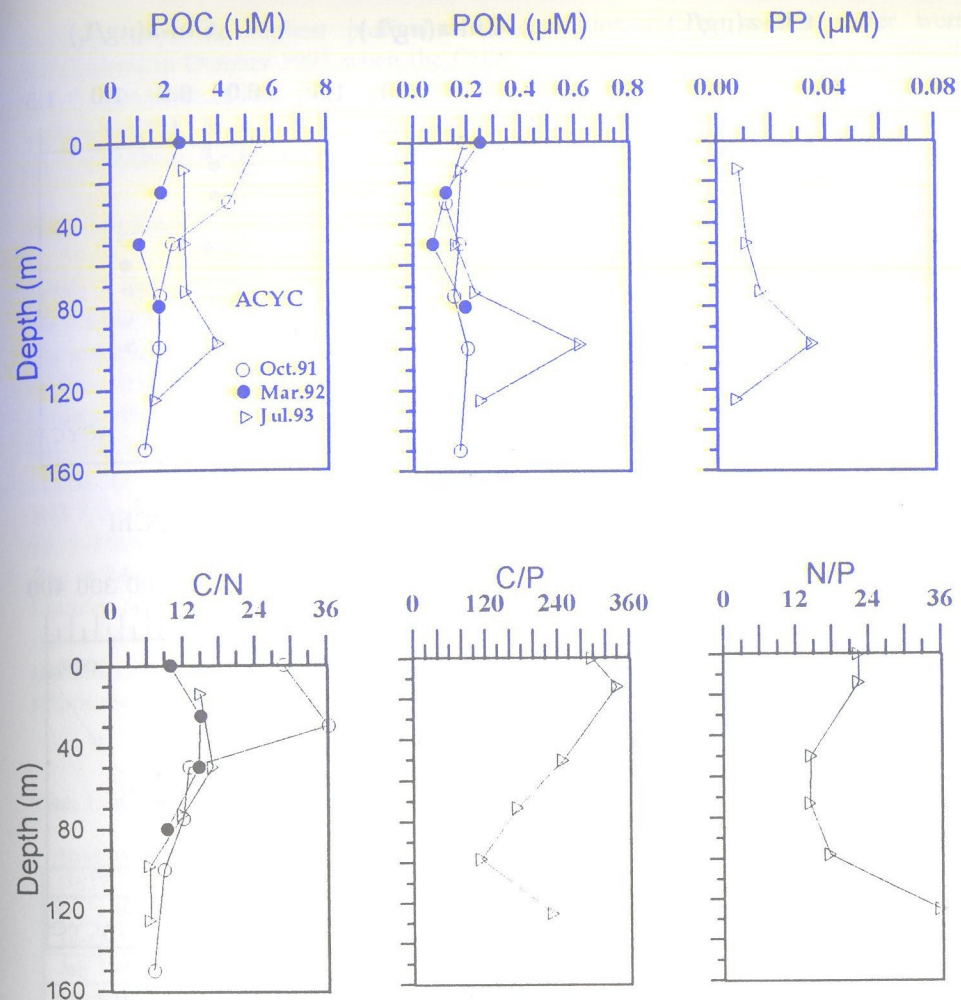 POC (µM) PON (µM) PP (µM)
0 2 4 6 8 0.0 0.2 0.4 0.6 0.8 0.00 0.04 0.08
0
40
80
120
160
Depth (m)
ACYC
Oct.91
Mar.92
Jul.93
C/N C/P N/P
0 12 24 36 0 120 240 360 0 12 24 36
0
40
80
120
160
Depth (m)